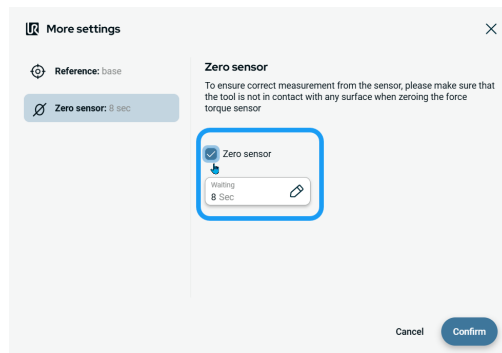 More settings
Reference: base
Zero sensor: 8 sec
Zero sensor
To ensure correct measurement from the sensor, please make sure that
the tool is not in contact with any surface when zeroing the force
torque sensor
Zero sensor
Waiting
8 Sec
Cancel
Confirm